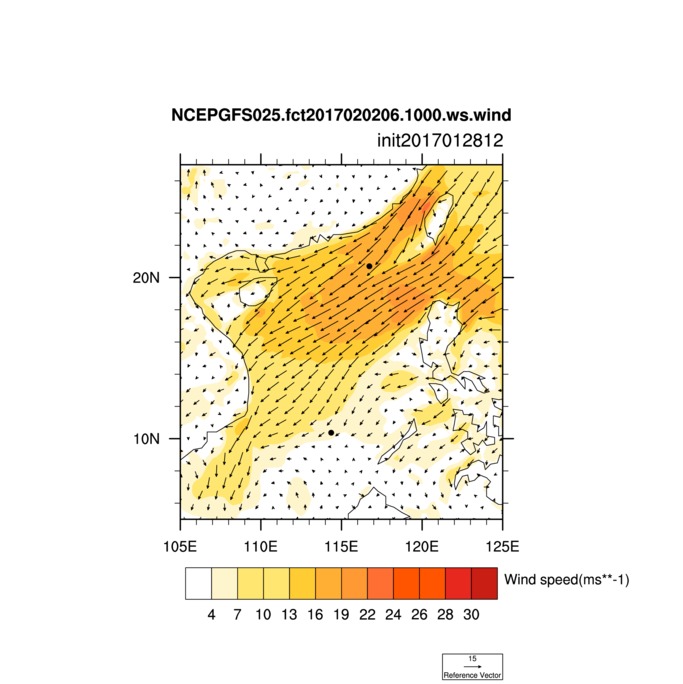 NCEPGFS025.fct2017020206.1000.ws.wind
init2017012812
20N
10N
105E 110E 115E 120E 125E
Wind speed(ms**-1)
4 7 10 13 16 19 22 24 26 28 30
15
Reference Vector